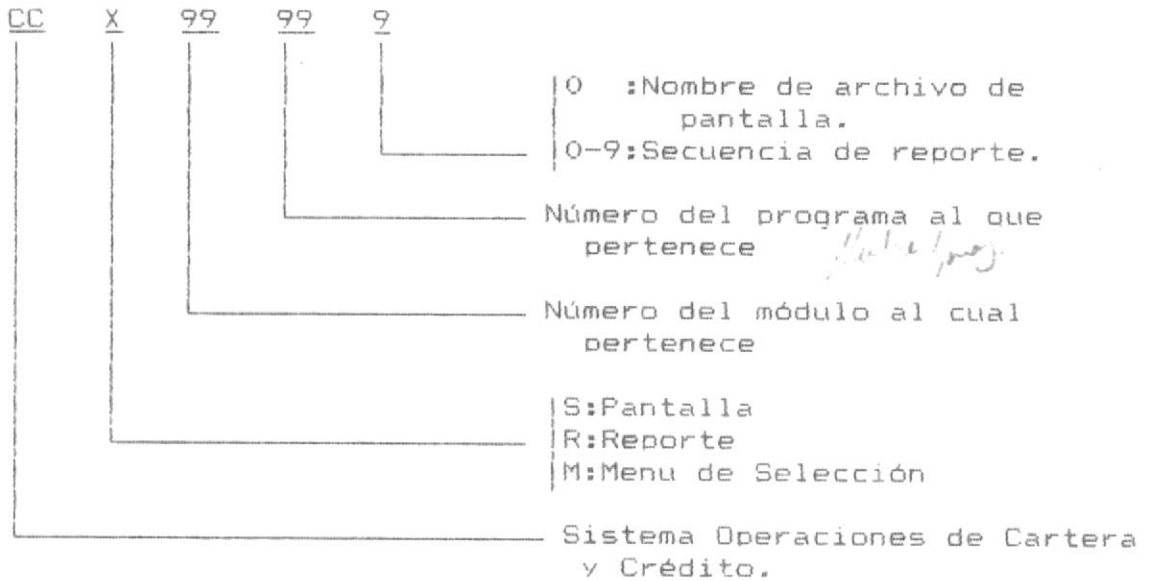 CC X 99 99 9
|0 :Nombre de archivo de
pantalla.
|0-9:Secuencia de reporte.
Número del programa al que
pertenece
Número del módulo al cual
pertenece
|S:Pantalla
|R:Reporte
|M:Menu de Selección
Sistema Operaciones de Cartera
y Crédito.